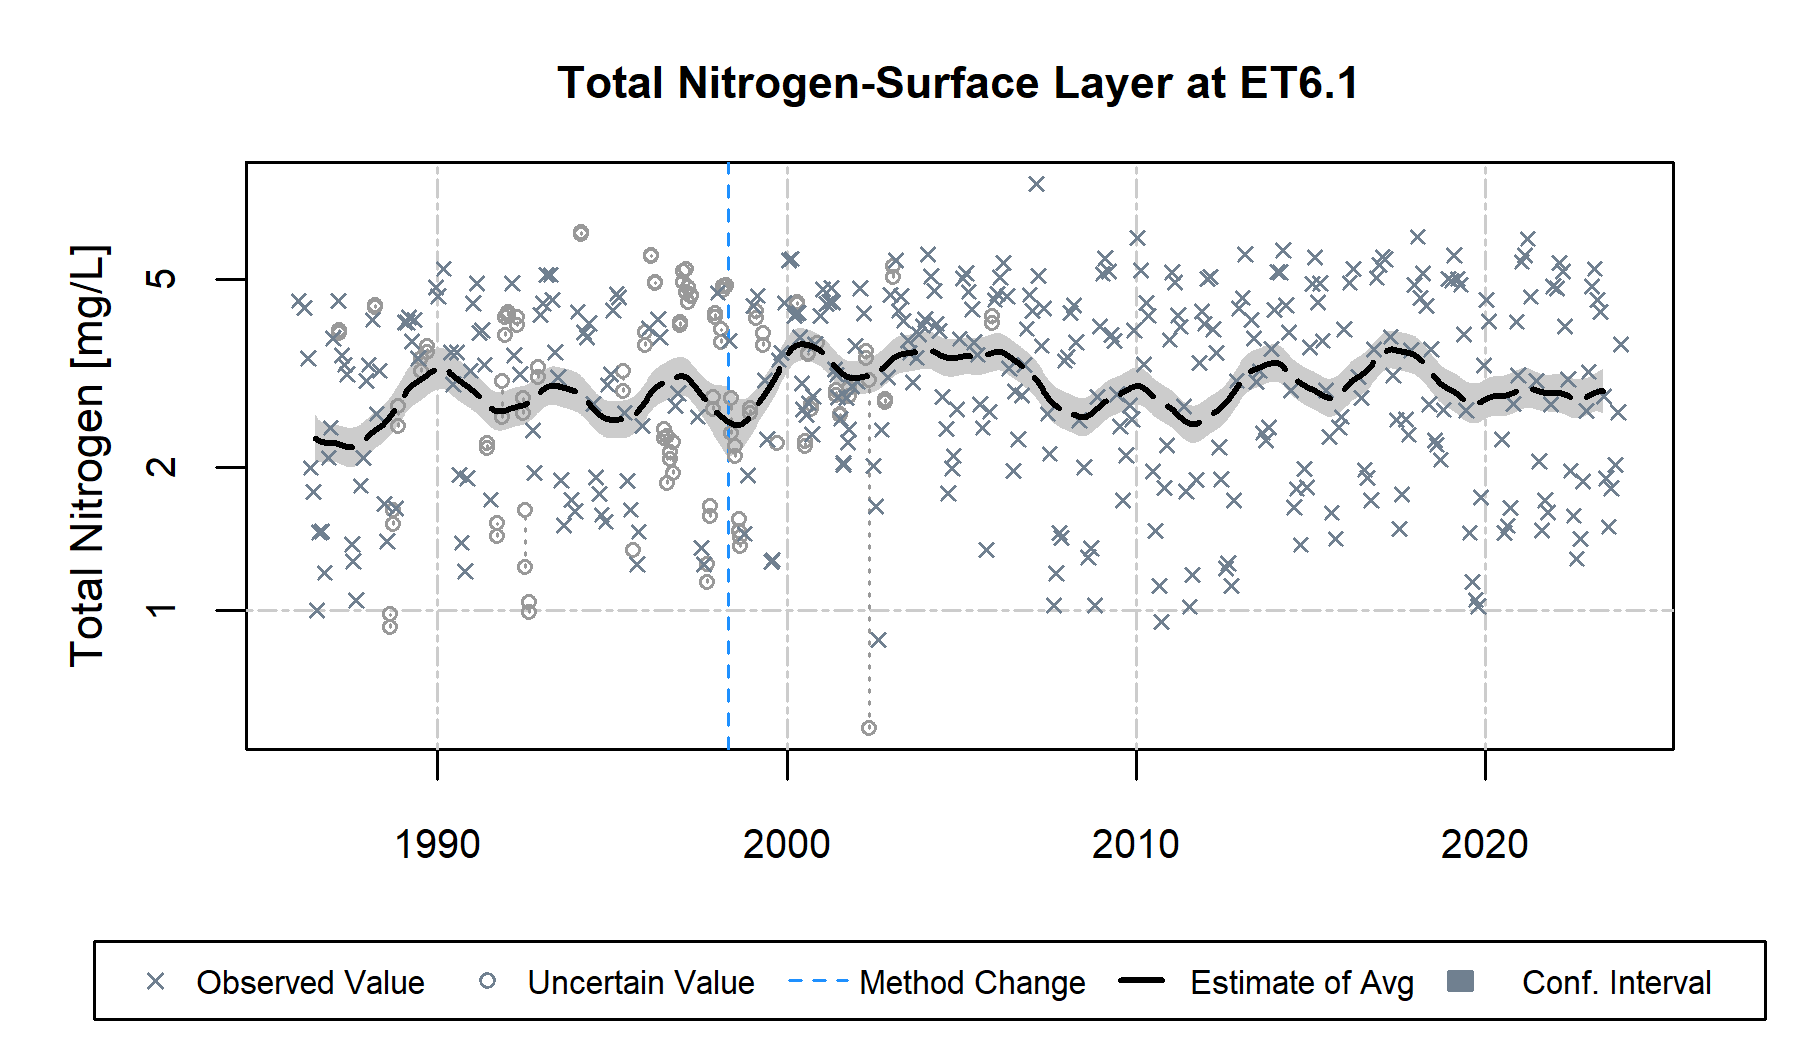 Total Nitrogen-Surface Layer at ET6.1
Total Nitrogen [mg/L]
5
2
1
1990 2000 2010 2020
Observed Value Uncertain Value Method Change Estimate of Avg Conf. Interval